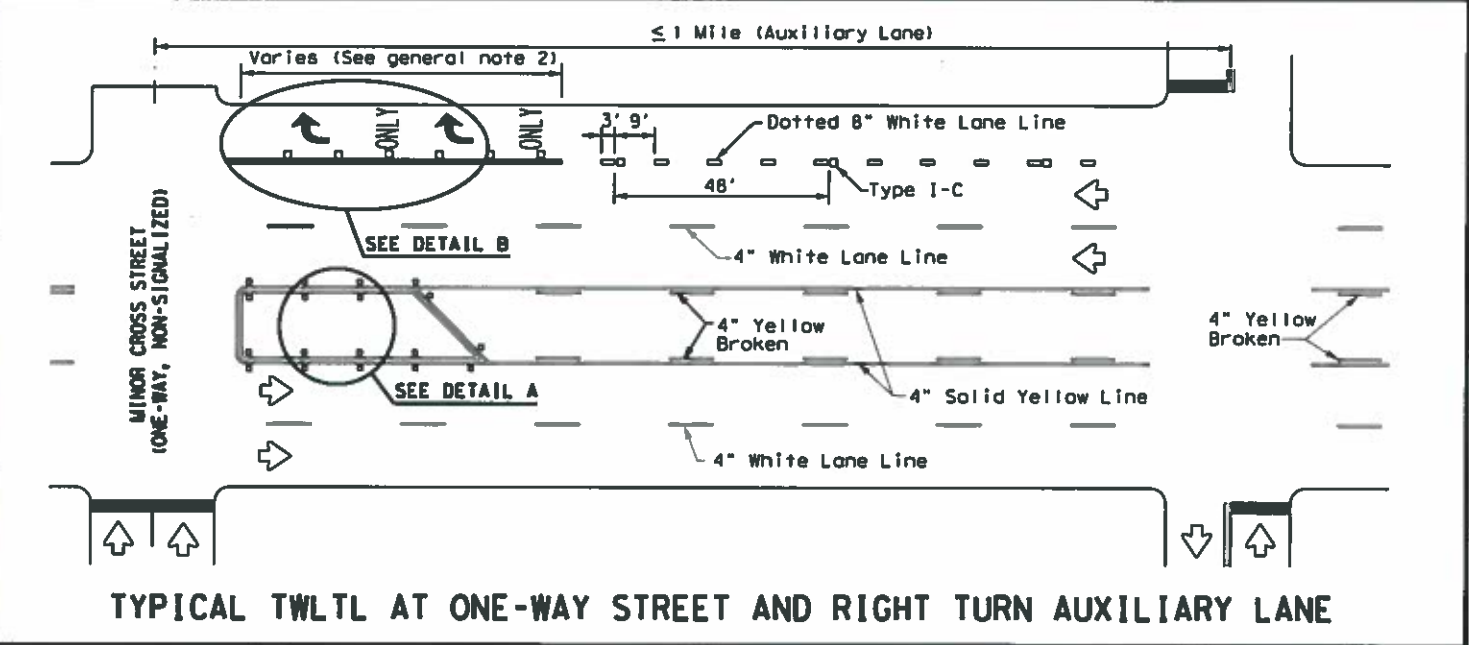 ≤ 1 Mile (Auxiliary Lane)
Varies (See general note 2)
ONLY
ONLY
3' 9'
Dotted 8" White Lane Line
48'
Type I-C
SEE DETAIL B
4" White Lane Line
MINOR CROSS STREET
(ONE-WAY, NON-SIGNALIZED)
4" Yellow
Broken
4" Yellow
Broken
SEE DETAIL A
4" Solid Yellow Line
4" White Lane Line
TYPICAL TWLTL AT ONE-WAY STREET AND RIGHT TURN AUXILIARY LANE